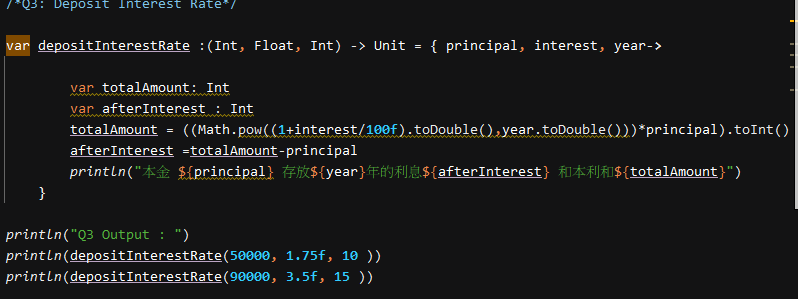 /*Q3: Deposit Interest Rate*/
var depositInterestRate :(Int, Float, Int) -> Unit = { principal, interest, year->
var totalAmount: Int
var afterInterest : Int
totalAmount = ((Math.pow((1+interest/100f).toDouble(),year.toDouble()))*principal).toInt()
afterInterest =totalAmount-principal
println("本金 ${principal} 存放${year}年的利息${afterInterest} 和本利和${totalAmount}")
}
println("Q3 Output : ")
println(depositInterestRate(50000, 1.75f, 10 ))
println(depositInterestRate(90000, 3.5f, 15 ))